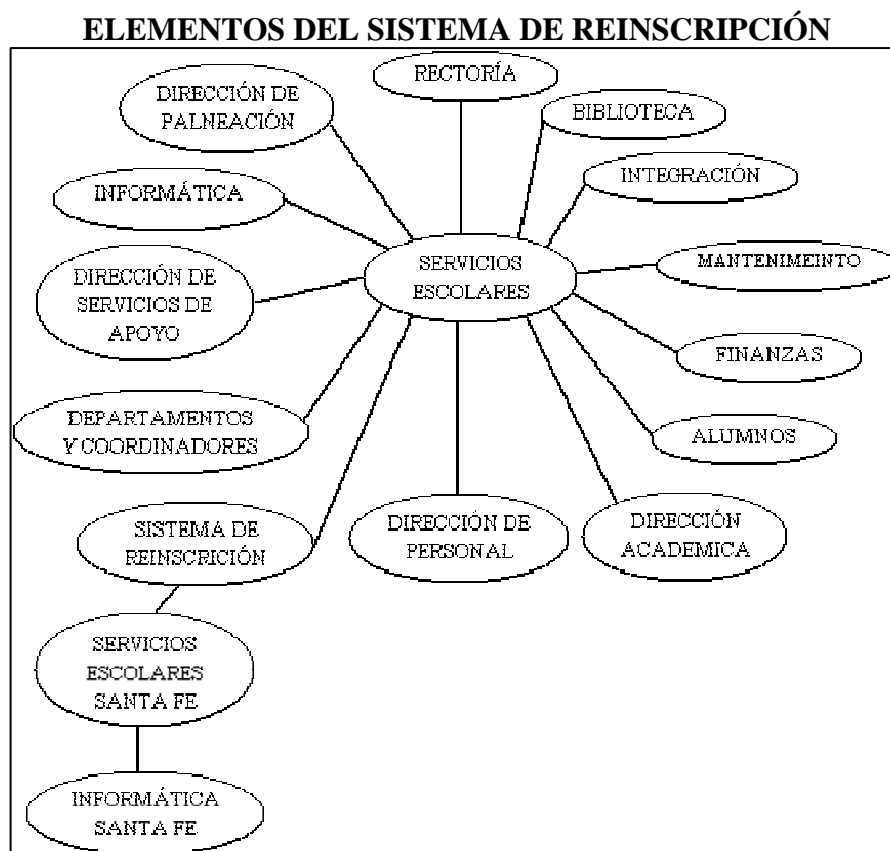 ELEMENTOS DEL SISTEMA DE REINSCRIPCIÓN
RECTORÍA
DIRECCIÓN DE
PALNEACIÓN
BIBLIOTECA
INTEGRACIÓN
INFORMÁTICA
SERVICIOS
ESCOLARES
MANTENIMEINTO
DIRECCIÓN DE
SERVICIOS DE
APOYO
FINANZAS
DEPARTAMENTOS
Y COORDINADORES
ALUMNOS
SISTEMA DE
REINSCRICIÓN
DIRECCIÓN DE
PERSONAL
DIRECCIÓN
ACADEMICA
SERVICIOS
ESCOLARES
SANTA FE
INFORMÁTICA
SANTA FE